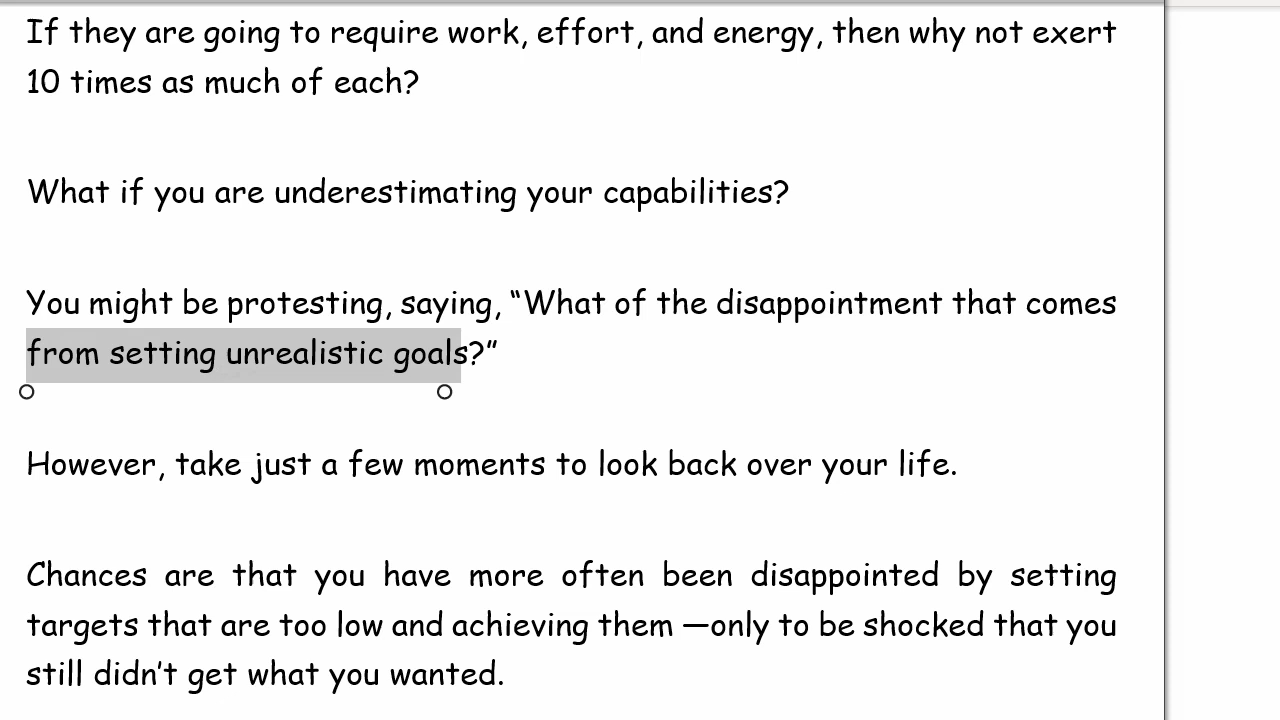 If they are going to require work, effort, and energy, then why not exert
10 times as much of each?
What if you are underestimating your capabilities?
You might be protesting, saying, “What of the disappointment that comes
from setting unrealistic goals?”
However, take just a few moments to look back over your life.
Chances are that you have more often been disappointed by setting
targets that are too low and achieving them —only to be shocked that you
still didn’t get what you wanted.